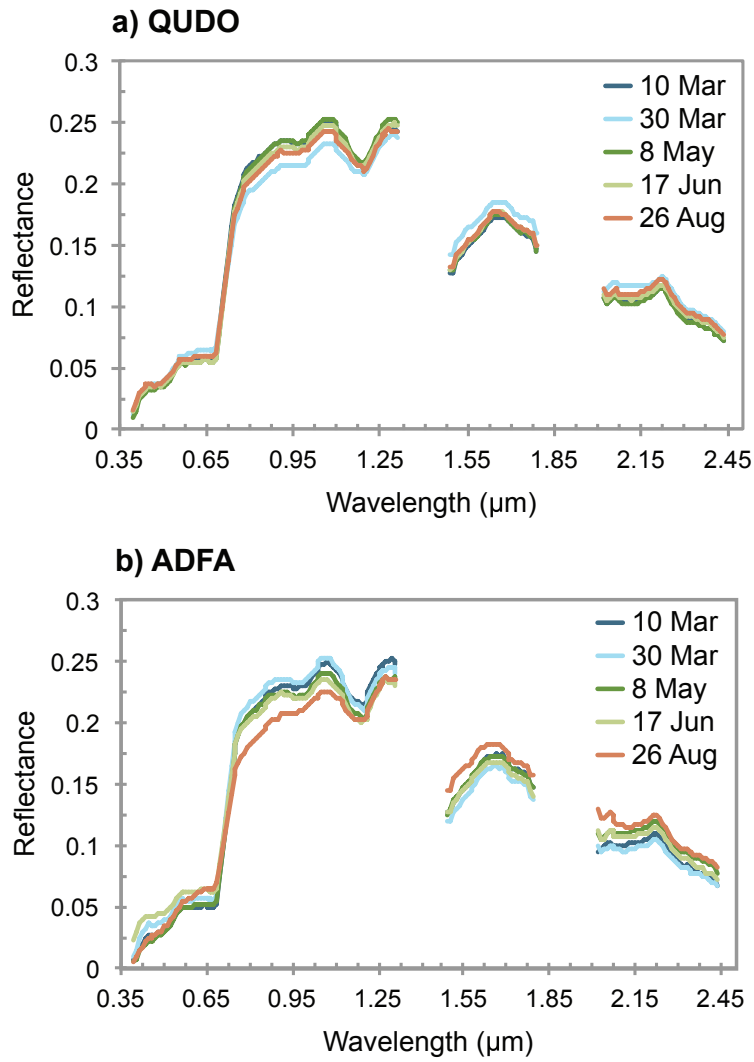 a) QUDO
0.3
0.25
0.2
0.15
0.1
0.05
0
Reflectance
10 Mar
30 Mar
8 May
17 Jun
26 Aug
0.35 0.65 0.95 1.25 1.55 1.85 2.15 2.45
Wavelength (μm)
b) ADFA
0.3
0.25
0.2
0.15
0.1
0.05
0
Reflectance
10 Mar
30 Mar
8 May
17 Jun
26 Aug
0.35 0.65 0.95 1.25 1.55 1.85 2.15 2.45
Wavelength (μm)